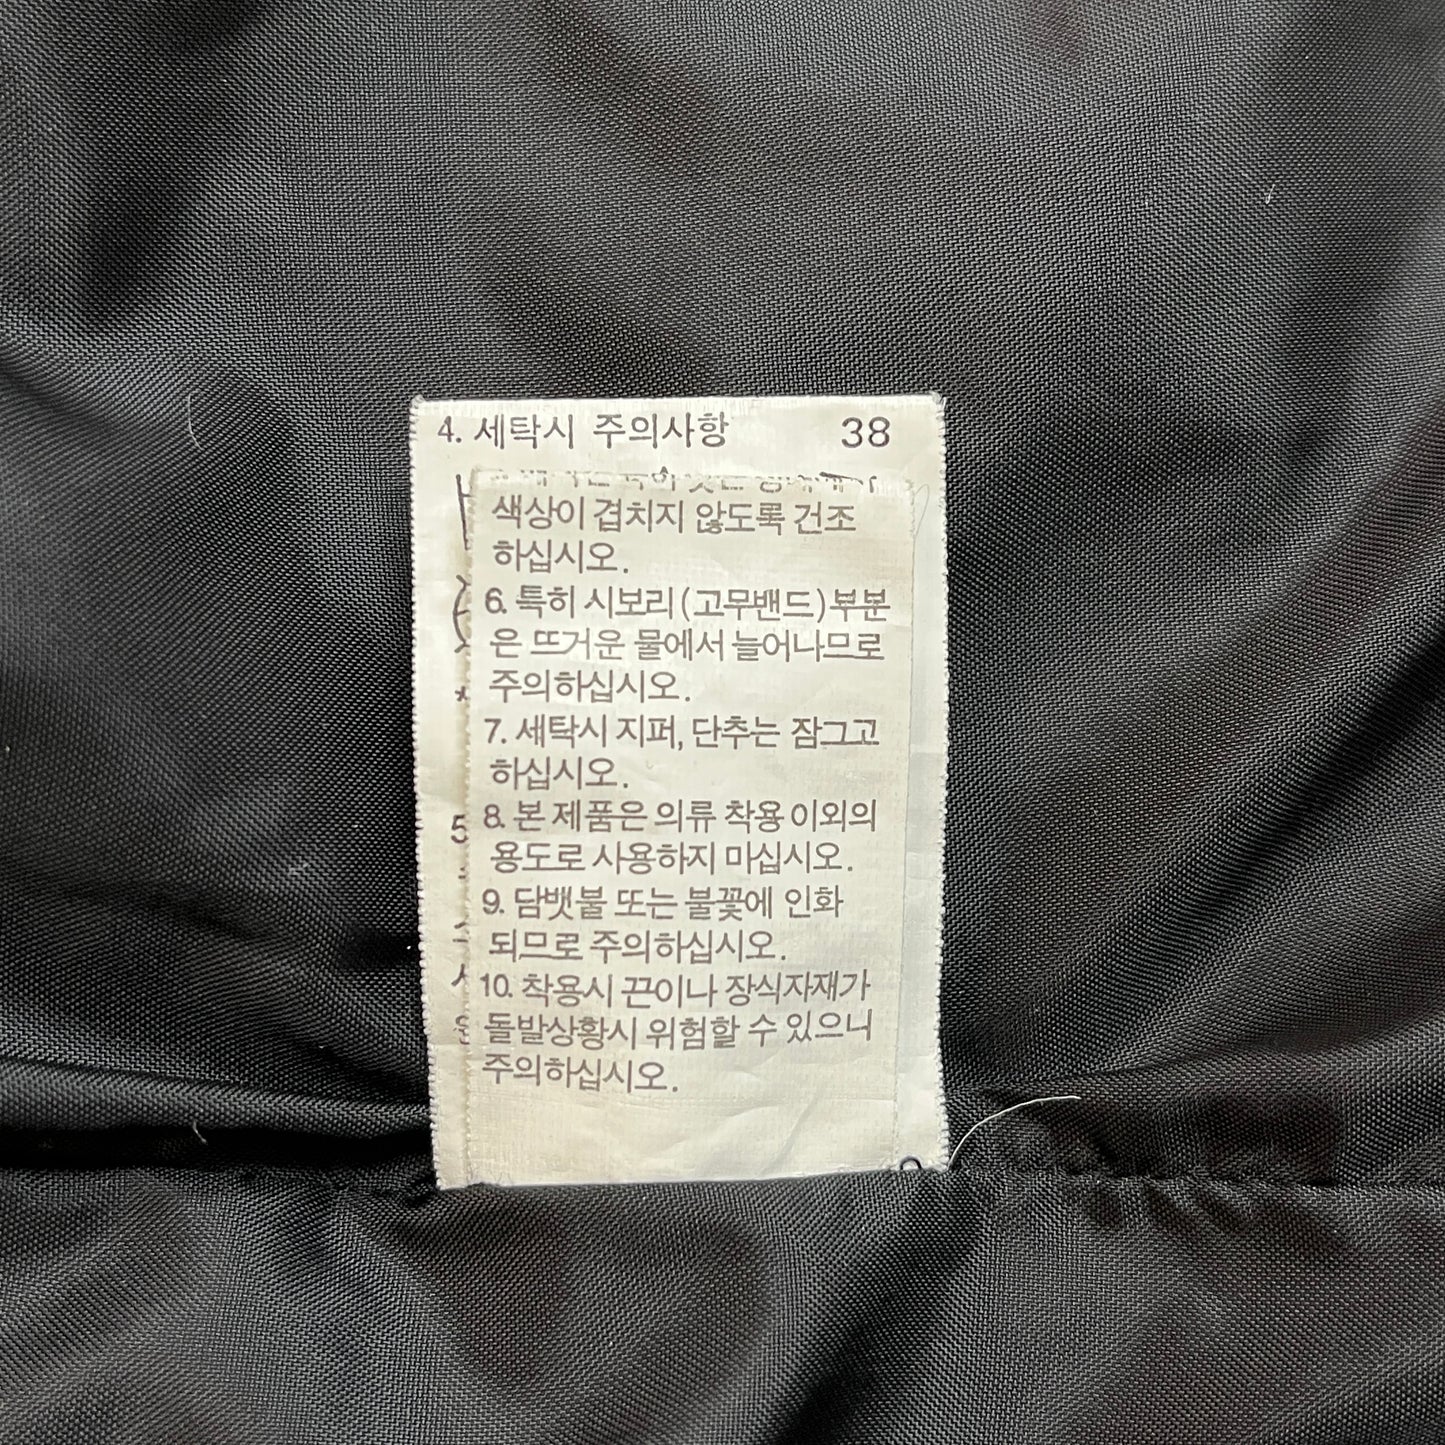 4. 세탁시 주의사항 38
색상이 겹치지 않도록 건조
하십시오.
6. 특히 시보리(고무밴드)부분
은 뜨거운 물에서 늘어나므로
주의하십시오.
7. 세탁시 지퍼, 단추는 잠그고
하십시오.
5
8. 본 제품은 의류 착용 이외의
용도로 사용하지 마십시오.
9. 담뱃불 또는 불꽃에 인화
되므로 주의하십시오.
10. 착용시 끈이나 장식자재가
돌발상황시 위험할 수 있으니
주의하십시오.